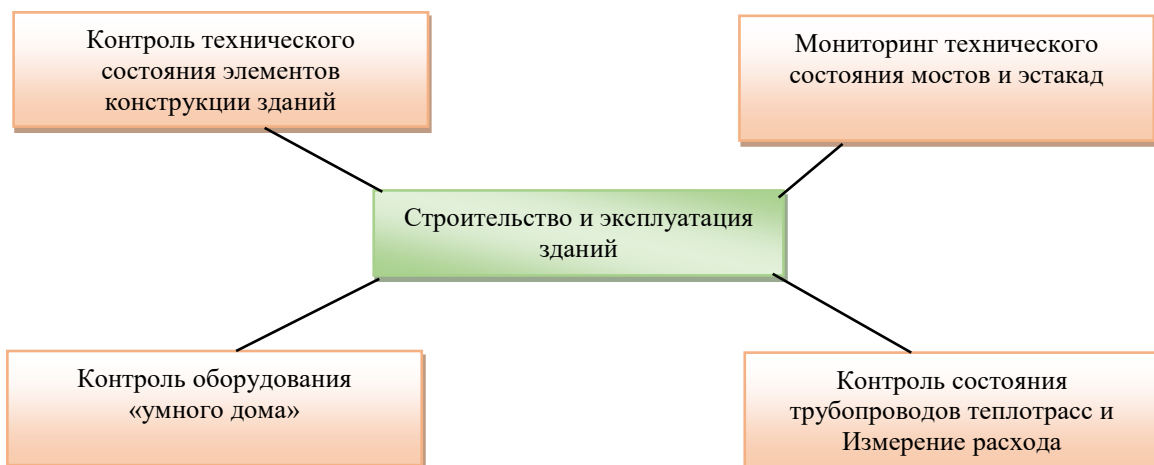 Контроль технического
состояния элементов
конструкции зданий
Мониторинг технического
состояния мостов и эстакад
Строительство и эксплуатация
зданий
Контроль оборудования
«умного дома»
Контроль состояния
трубопроводов теплотрасс и
Измерение расхода